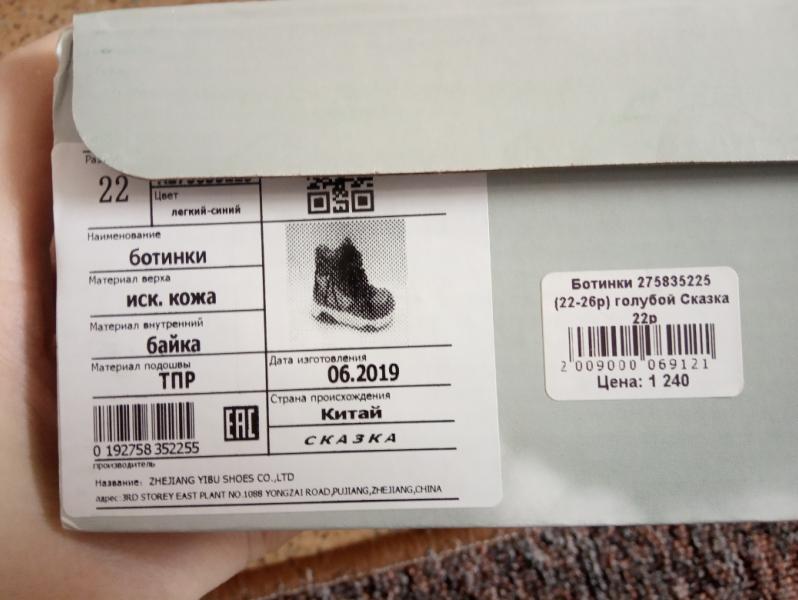 22
Цвет
легкий-синий
Наименование
ботинки
Материал верха
иск. кожа
Материал внутренний
байка
Материал подошвы
ТПР
Дата изготовления
06.2019
Страна происхождения
Китай
СКАЗКА
0 192758 352255
EAC
производитель
Название: ZHEJIANG YIBU SHOES CO.,LTD
адрес: 3RD STOREY EAST PLANT NO.1088 YONGZAI ROAD,PUJIANG,ZHEJIANG,CHINA
Ботинки 275835225
(22-26р) голубой Сказка
22р
2 009000 069121
Цена: 1 240